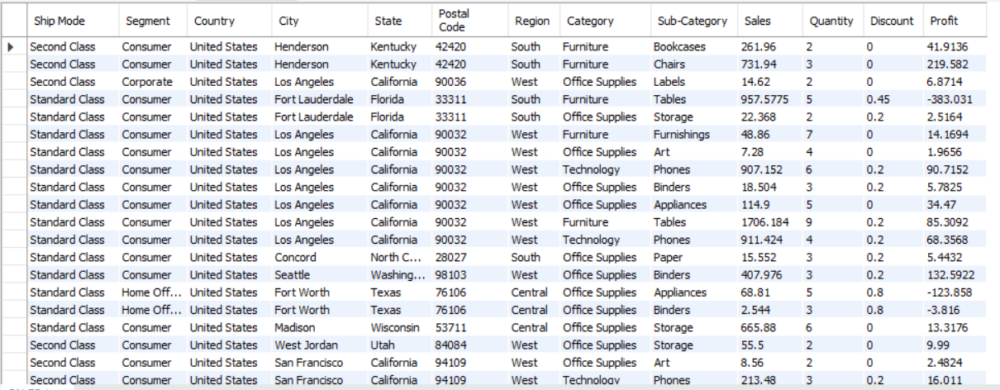 Ship Mode Segment Country City State Postal Code Region Category Sub-Category Sales Quantity Discount Profit
Second Class Consumer United States Henderson Kentucky 42420 South Furniture Bookcases 261.96 2 0 41.9136
Second Class Consumer United States Henderson Kentucky 42420 South Furniture Chairs 731.94 3 0 219.582
Second Class Corporate United States Los Angeles California 90036 West Office Supplies Labels 14.62 2 0 6.8714
Standard Class Consumer United States Fort Lauderdale Florida 33311 South Furniture Tables 957.5775 5 0.45 -383.031
Standard Class Consumer United States Fort Lauderdale Florida 33311 South Office Supplies Storage 22.368 2 0.2 2.5164
Standard Class Consumer United States Los Angeles California 90032 West Furniture Furnishings 48.86 7 0 14.1694
Standard Class Consumer United States Los Angeles California 90032 West Office Supplies Art 7.28 4 0 1.9656
Standard Class Consumer United States Los Angeles California 90032 West Technology Phones 907.152 6 0.2 90.7152
Standard Class Consumer United States Los Angeles California 90032 West Office Supplies Binders 18.504 3 0.2 5.7825
Standard Class Consumer United States Los Angeles California 90032 West Office Supplies Appliances 114.9 5 0 34.47
Standard Class Consumer United States Los Angeles California 90032 West Furniture Tables 1706.184 9 0.2 85.3092
Standard Class Consumer United States Los Angeles California 90032 West Technology Phones 911.424 4 0.2 68.3568
Standard Class Consumer United States Concord North C... 28027 South Office Supplies Paper 15.552 3 0.2 5.4432
Standard Class Consumer United States Seattle Washing... 98103 West Office Supplies Binders 407.976 3 0.2 132.5922
Standard Class Home Off... United States Fort Worth Texas 76106 Central Office Supplies Appliances 68.81 5 0.8 -123.858
Standard Class Home Off... United States Fort Worth Texas 76106 Central Office Supplies Binders 2.544 3 0.8 -3.816
Standard Class Consumer United States Madison Wisconsin 53711 Central Office Supplies Storage 665.88 6 0 13.3176
Second Class Consumer United States West Jordan Utah 84084 West Office Supplies Storage 55.5 2 0 9.99
Second Class Consumer United States San Francisco California 94109 West Office Supplies Art 8.56 2 0 2.4824
Second Class Consumer United States San Francisco California 94109 West Technology Phones 213.48 3 0.2 16.011